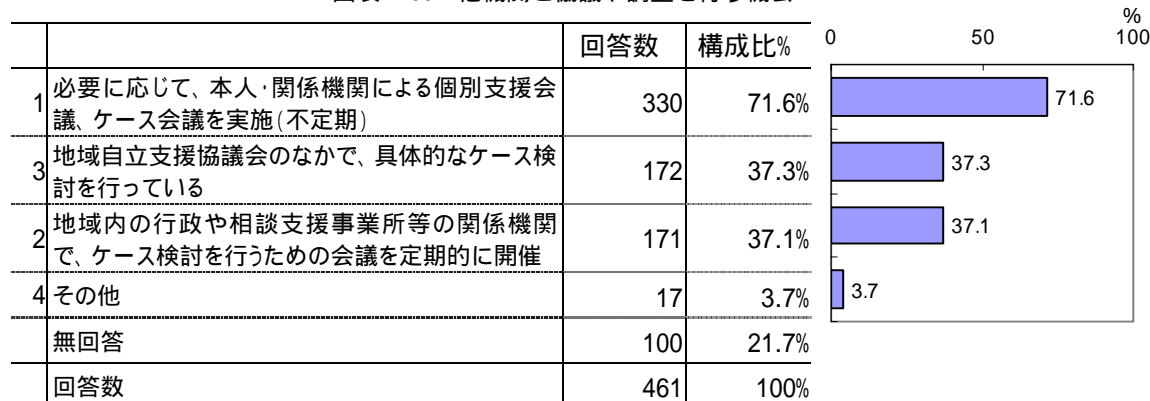 %
回答数 構成比% 0 50 100
1 必要に応じて、本人・関係機関による個別支援会
議、ケース会議を実施(不定期) 330 71.6% 71.6
3 地域自立支援協議会のなかで、具体的なケース検
討を行っている 172 37.3% 37.3
2 地域内の行政や相談支援事業所等の関係機関
で、ケース検討を行うための会議を定期的に開催 171 37.1% 37.1
4 その他 17 3.7% 3.7
無回答 100 21.7%
回答数 461 100%